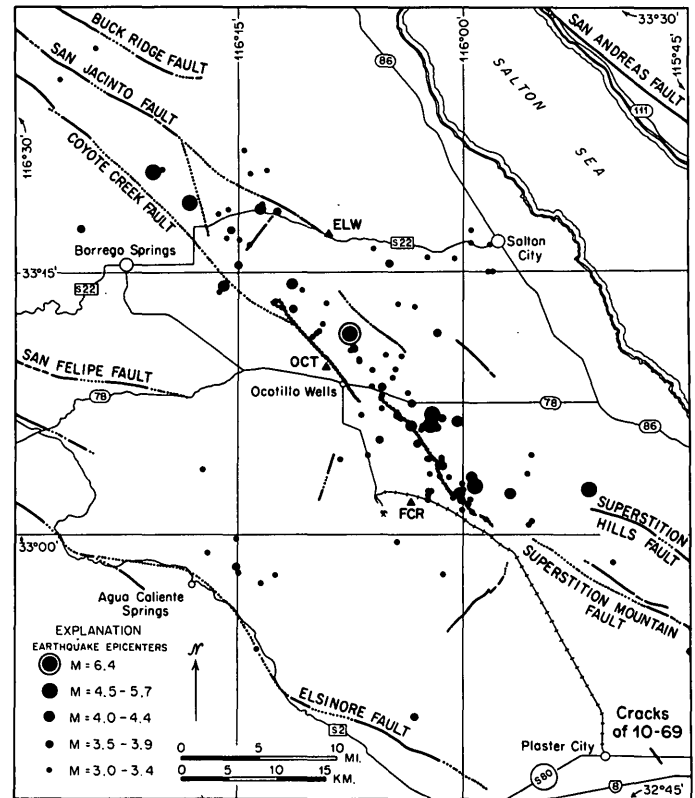 116°15'
116°00'
33°30'
115°45'
BUCK RIDGE FAULT
SAN ANDREAS FAULT
SAN JACINTO FAULT
86
SALTON
SEA
111
116°30'
COYOTE CREEK FAULT
ELW
Borrego Springs
S22
Salton
City
33°15'
S22
OCT
SAN FELIPE FAULT
Ocotillo Wells
78
78
86
FCR
SUPERSTITION
HILLS FAULT
33°00'
SUPERSTITION MOUNTAIN
FAULT
Agua Caliente
Springs
EXPLANATION
EARTHQUAKE EPICENTERS
M = 6.4
M = 4.5 - 5.7
M = 4.0 - 4.4
M = 3.5 - 3.9
M = 3.0 - 3.4
N
ELSINORE FAULT
S2
Cracks
of 10-69
0 5 10
MI.
0 5 10 15
KM.
Plaster City
S80
8
32°45'